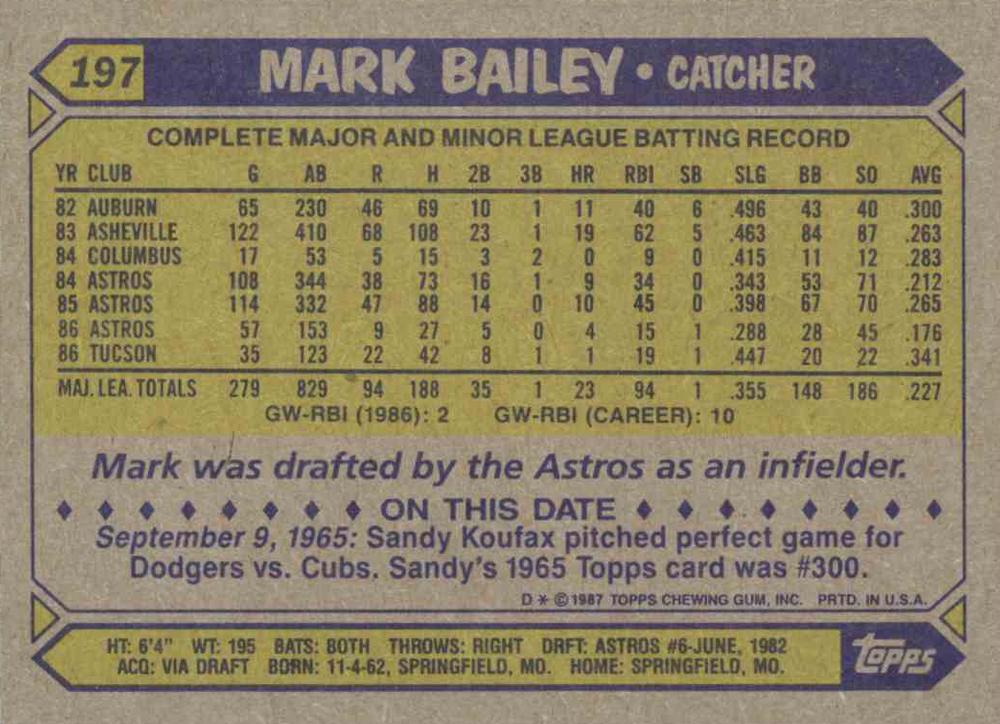 197 MARK BAILEY • CATCHER
COMPLETE MAJOR AND MINOR LEAGUE BATTING RECORD
YR CLUB G AB R H 2B 3B HR RBI SB SLG BB SO AVG
82 AUBURN 65 230 46 69 10 1 11 40 6 .496 43 40 .300
83 ASHEVILLE 122 410 68 108 23 1 19 62 5 .463 84 87 .263
84 COLUMBUS 17 53 5 15 3 2 0 9 0 .415 11 12 .283
84 ASTROS 108 344 38 73 16 1 9 34 0 .343 53 71 .212
85 ASTROS 114 332 47 88 14 0 10 45 0 .398 67 70 .265
86 ASTROS 57 153 9 27 5 0 4 15 1 .288 28 45 .176
86 TUCSON 35 123 22 42 8 1 1 19 1 .447 20 22 .341
MAJ. LEA. TOTALS 279 829 94 188 35 1 23 94 1 .355 148 186 .227
GW-RBI (1986): 2 GW-RBI (CAREER): 10
Mark was drafted by the Astros as an infielder.
♦ ♦ ♦ ♦ ♦ ♦ ♦ ♦ ON THIS DATE ♦ ♦ ♦ ♦ ♦ ♦ ♦ ♦
September 9, 1965: Sandy Koufax pitched perfect game for
Dodgers vs. Cubs. Sandy's 1965 Topps card was #300.
D * © 1987 TOPPS CHEWING GUM, INC. PRTD. IN U.S.A.
HT: 6'4" WT: 195 BATS: BOTH THROWS: RIGHT DRFT: ASTROS #6-JUNE, 1982
ACQ: VIA DRAFT BORN: 11-4-62, SPRINGFIELD, MO. HOME: SPRINGFIELD, MO.
Topps